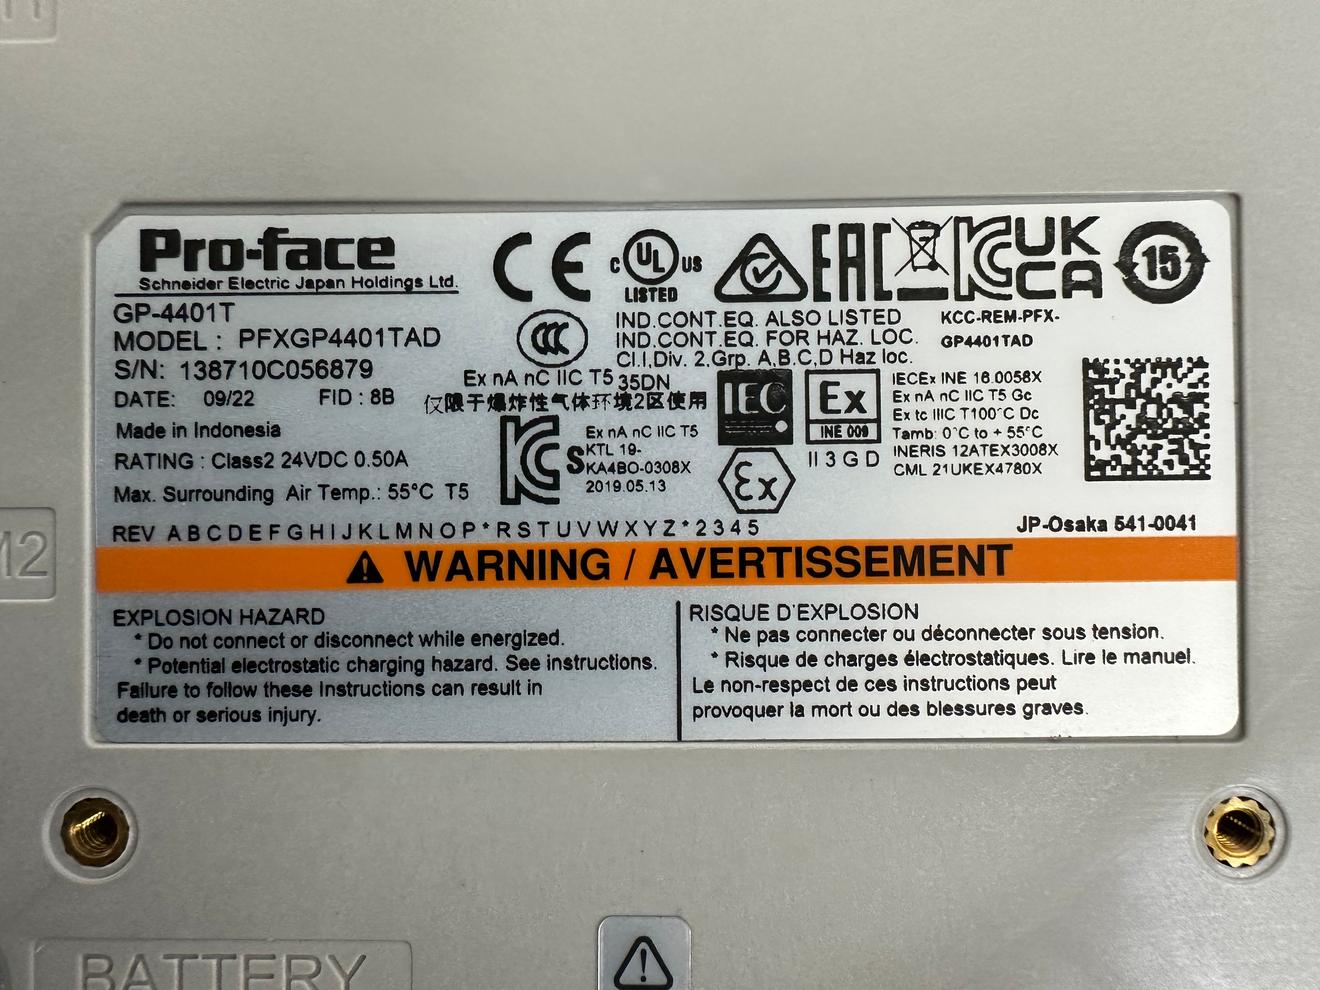 Pro-face
Schneider Electric Japan Holdings Ltd.
GP-4401T
MODEL : PFXGP4401TAD
S/N: 138710C056879
DATE: 09/22 FID : 8B
Made in Indonesia
RATING : Class2 24VDC 0.50A
Max. Surrounding Air Temp.: 55°C T5
REV A B C D E F G H I J K L M N O P * R S T U V W X Y Z * 2 3 4 5
CE
c UL US
LISTED
EAC
UK
CA
15
IND.CONT.EQ. ALSO LISTED
IND.CONT.EQ. FOR HAZ. LOC.
Cl.I,Div. 2,Grp. A,B,C,D Haz loc.
35DN
KCC-REM-PFX-
GP4401TAD
CCC
Ex nA nC IIC T5
仅限于爆炸性气体环境2区使用
KC
s
Ex nA nC IIC T5
KTL 19-
KA4BO-0308X
2019.05.13
IEC
Ex
INE 009
Ex
II 3 G D
IECEx INE 16.0058X
Ex nA nC IIC T5 Gc
Ex tc IIIC T100°C Dc
Tamb: 0°C to + 55°C
INERIS 12ATEX3008X
CML 21UKEX4780X
JP-Osaka 541-0041
WARNING / AVERTISSEMENT
EXPLOSION HAZARD
* Do not connect or disconnect while energized.
* Potential electrostatic charging hazard. See instructions.
Failure to follow these Instructions can result in
death or serious injury.
RISQUE D'EXPLOSION
* Ne pas connecter ou déconnecter sous tension.
* Risque de charges électrostatiques. Lire le manuel.
Le non-respect de ces instructions peut
provoquer la mort ou des blessures graves.
BATTERY